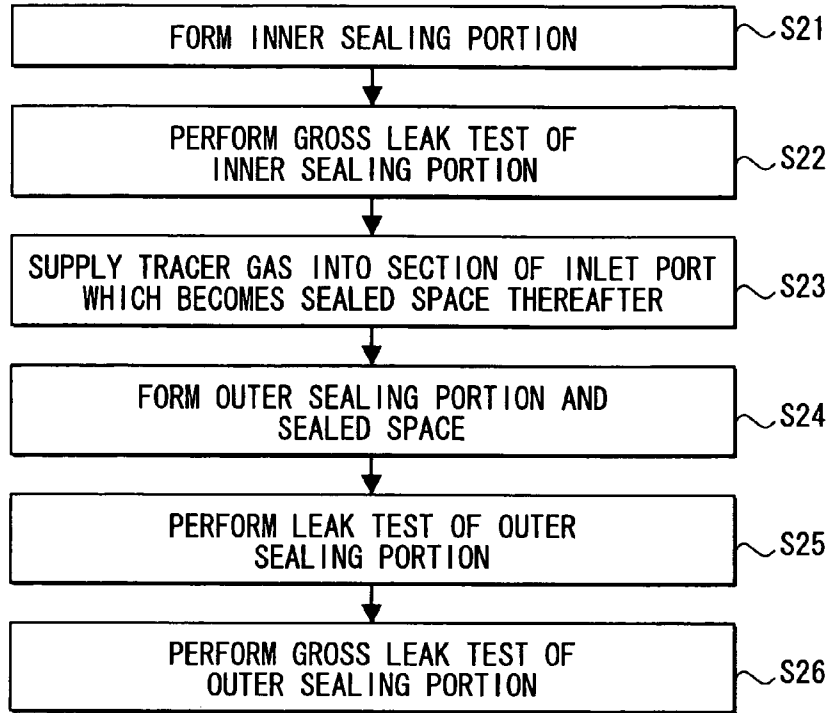 FORM INNER SEALING PORTION
S21
PERFORM GROSS LEAK TEST OF
INNER SEALING PORTION
S22
SUPPLY TRACER GAS INTO SECTION OF INLET PORT
WHICH BECOMES SEALED SPACE THEREAFTER
S23
FORM OUTER SEALING PORTION AND
SEALED SPACE
S24
PERFORM LEAK TEST OF OUTER
SEALING PORTION
S25
PERFORM GROSS LEAK TEST OF
OUTER SEALING PORTION
S26